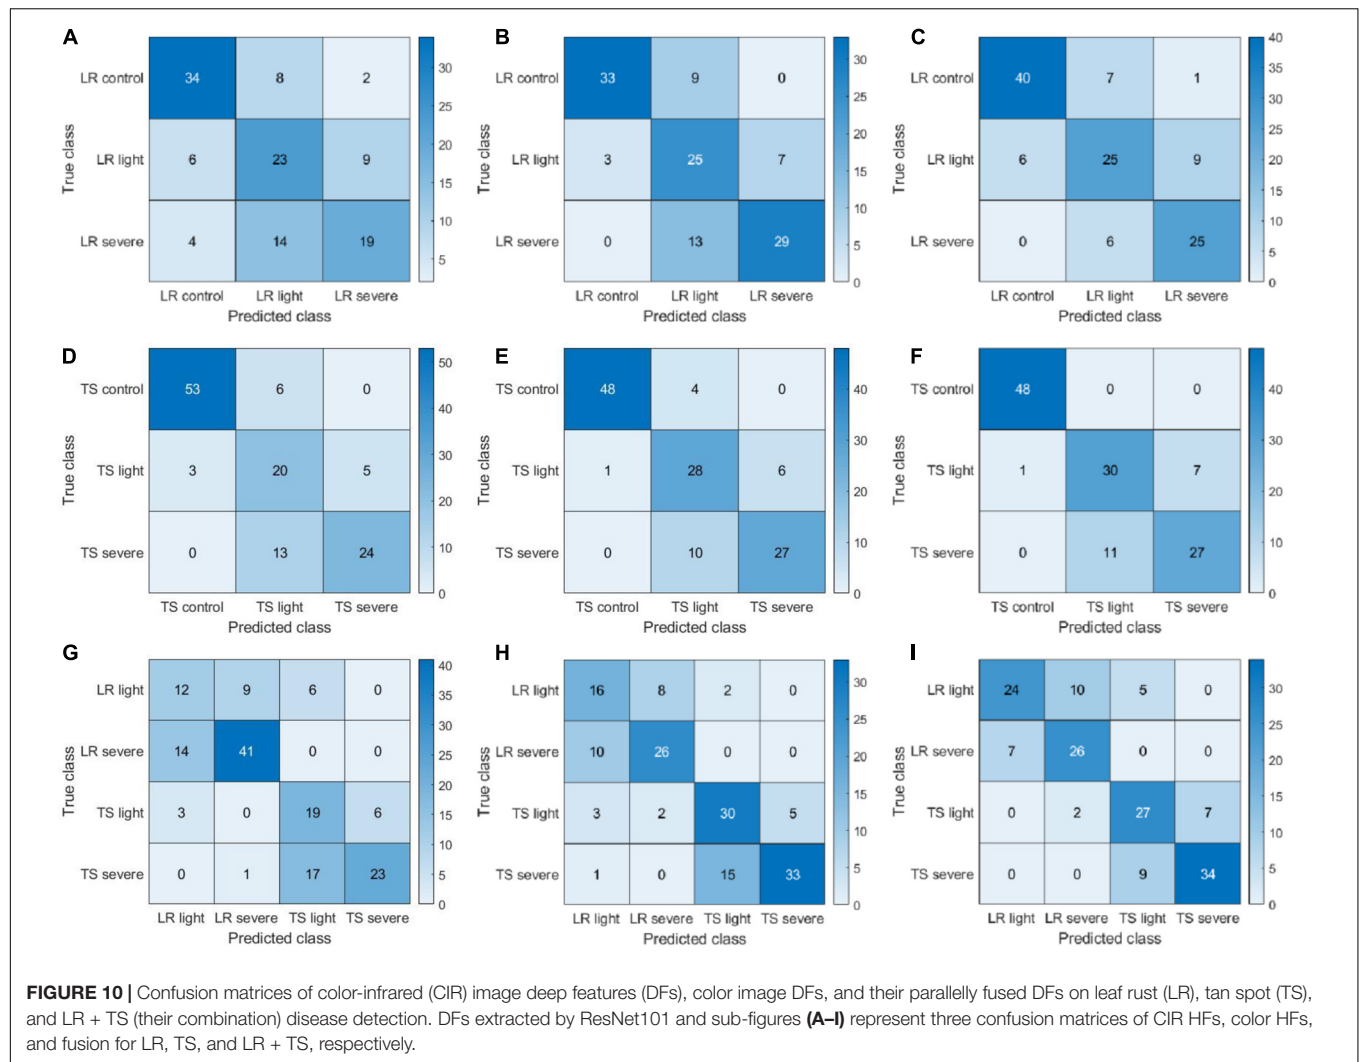 A
LR control 34 8 2
LR light 6 23 9
LR severe 4 14 19
LR control LR light LR severe
Predicted class
True class
30
25
20
15
10
5
B
LR control 33 9 0
LR light 3 25 7
LR severe 0 13 29
LR control LR light LR severe
Predicted class
True class
30
25
20
15
10
5
0
C
LR control 40 7 1
LR light 6 25 9
LR severe 0 6 25
LR control LR light LR severe
Predicted class
True class
40
35
30
25
20
15
10
5
0
D
TS control 53 6 0
TS light 3 20 5
TS severe 0 13 24
TS control TS light TS severe
Predicted class
True class
50
40
30
20
10
0
E
TS control 48 4 0
TS light 1 28 6
TS severe 0 10 27
TS control TS light TS severe
Predicted class
True class
40
30
20
10
0
F
TS control 48 0 0
TS light 1 30 7
TS severe 0 11 27
TS control TS light TS severe
Predicted class
True class
40
30
20
10
0
G
LR light 12 9 6 0
LR severe 14 41 0 0
TS light 3 0 19 6
TS severe 0 1 17 23
LR light LR severe TS light TS severe
Predicted class
True class
40
35
30
25
20
15
10
5
0
H
LR light 16 8 2 0
LR severe 10 26 0 0
TS light 3 2 30 5
TS severe 1 0 15 33
LR light LR severe TS light TS severe
Predicted class
True class
30
25
20
15
10
5
0
I
LR light 24 10 5 0
LR severe 7 26 0 0
TS light 0 2 27 7
TS severe 0 0 9 34
LR light LR severe TS light TS severe
Predicted class
True class
30
25
20
15
10
5
0
FIGURE 10 | Confusion matrices of color-infrared (CIR) image deep features (DFs), color image DFs, and their parallelly fused DFs on leaf rust (LR), tan spot (TS),
and LR + TS (their combination) disease detection. DFs extracted by ResNet101 and sub-figures (A–I) represent three confusion matrices of CIR HFs, color HFs,
and fusion for LR, TS, and LR + TS, respectively.